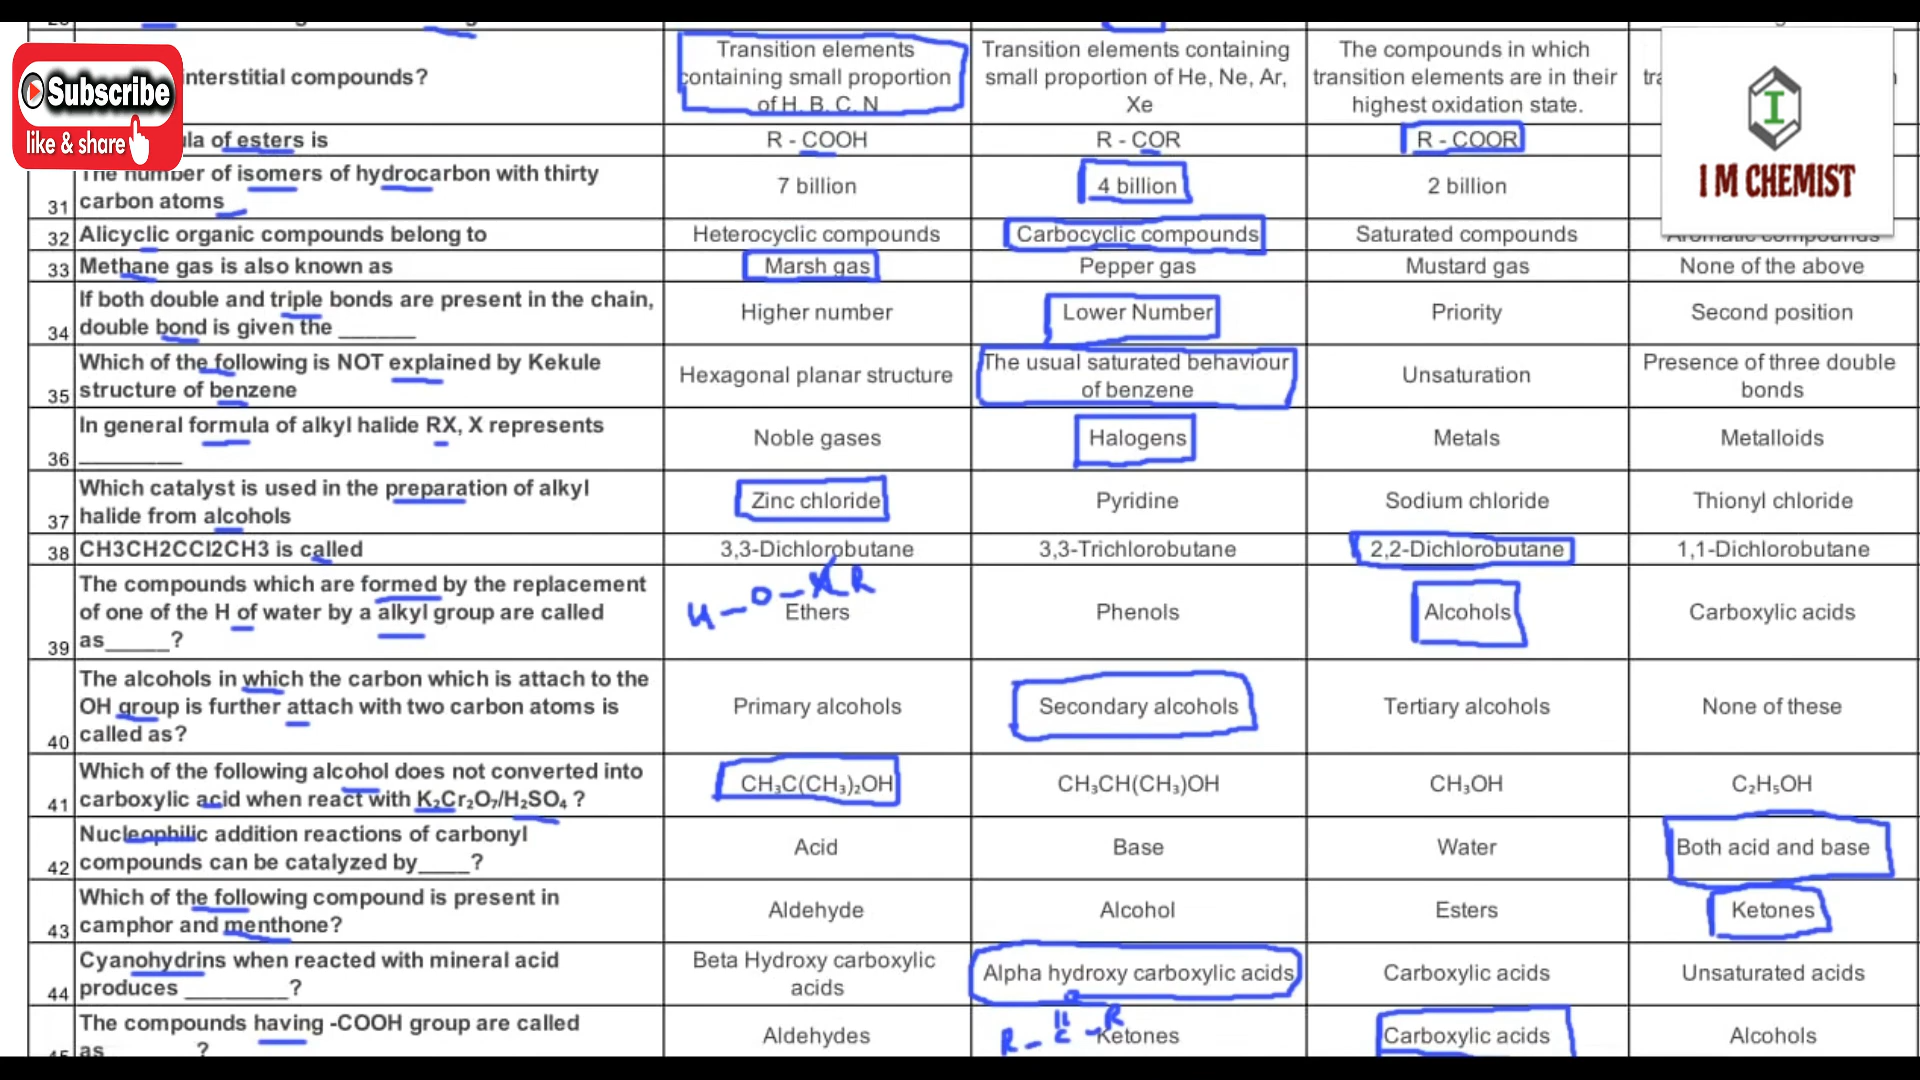 Subscribe
like & share
interstitial compounds?
Transition elements containing small proportion of H, B, C, N
Transition elements containing small proportion of He, Ne, Ar, Xe
The compounds in which transition elements are in their highest oxidation state.
I
I M CHEMIST
ula of esters is
R - COOH
R - COR
R - COOR
31 The number of isomers of hydrocarbon with thirty carbon atoms
7 billion
4 billion
2 billion
32 Alicyclic organic compounds belong to
Heterocyclic compounds
Carbocyclic compounds
Saturated compounds
Aromatic compounds
33 Methane gas is also known as
Marsh gas
Pepper gas
Mustard gas
None of the above
34 If both double and triple bonds are present in the chain, double bond is given the ______
Higher number
Lower Number
Priority
Second position
35 Which of the following is NOT explained by Kekule structure of benzene
Hexagonal planar structure
The usual saturated behaviour of benzene
Unsaturation
Presence of three double bonds
36 In general formula of alkyl halide RX, X represents ________
Noble gases
Halogens
Metals
Metalloids
37 Which catalyst is used in the preparation of alkyl halide from alcohols
Zinc chloride
Pyridine
Sodium chloride
Thionyl chloride
38 CH3CH2CCl2CH3 is called
3,3-Dichlorobutane
3,3-Trichlorobutane
2,2-Dichlorobutane
1,1-Dichlorobutane
39 The compounds which are formed by the replacement of one of the H of water by a alkyl group are called as_____?
H - O - R
Ethers
Phenols
Alcohols
Carboxylic acids
40 The alcohols in which the carbon which is attach to the OH group is further attach with two carbon atoms is called as?
Primary alcohols
Secondary alcohols
Tertiary alcohols
None of these
41 Which of the following alcohol does not converted into carboxylic acid when react with K₂Cr₂O₇/H₂SO₄ ?
CH₃C(CH₃)₂OH
CH₃CH(CH₃)OH
CH₃OH
C₂H₅OH
42 Nucleophilic addition reactions of carbonyl compounds can be catalyzed by____?
Acid
Base
Water
Both acid and base
43 Which of the following compound is present in camphor and menthone?
Aldehyde
Alcohol
Esters
Ketones
44 Cyanohydrins when reacted with mineral acid produces ________?
Beta Hydroxy carboxylic acids
Alpha hydroxy carboxylic acids
Carboxylic acids
Unsaturated acids
45 The compounds having -COOH group are called as ________?
Aldehydes
O
R - C - R
Ketones
Carboxylic acids
Alcohols